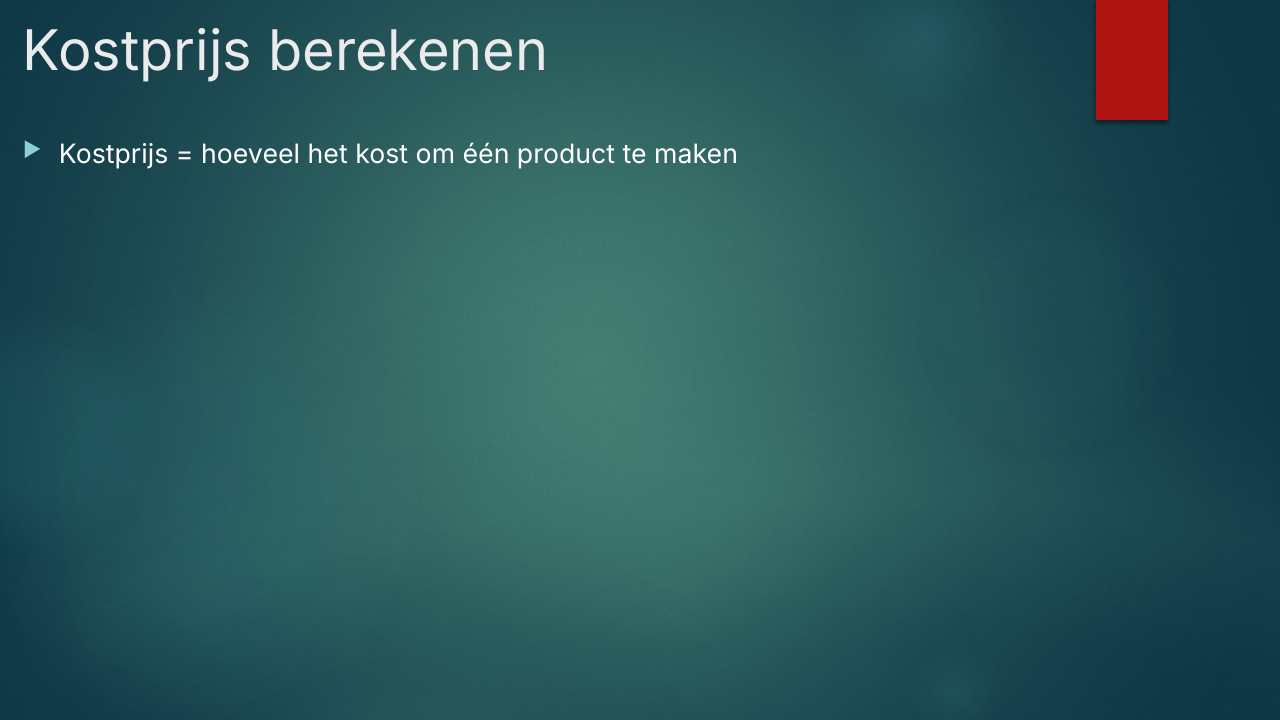 Kostprijs berekenen
Kostprijs = hoeveel het kost om één product te maken